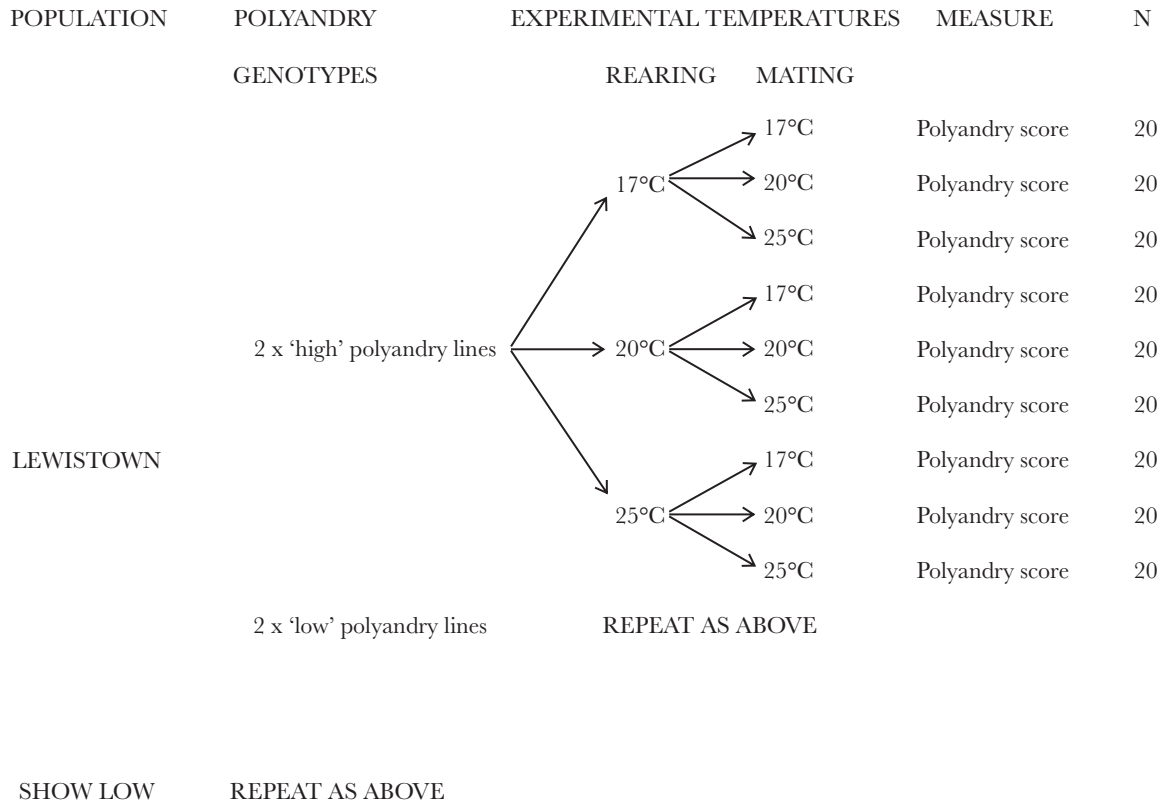 POPULATION POLYANDRY EXPERIMENTAL TEMPERATURES MEASURE N
GENOTYPES REARING MATING
17°C Polyandry score 20
17°C 20°C Polyandry score 20
25°C Polyandry score 20
17°C Polyandry score 20
2 x ‘high’ polyandry lines 20°C 20°C Polyandry score 20
25°C Polyandry score 20
LEWISTOWN 17°C Polyandry score 20
25°C 20°C Polyandry score 20
25°C Polyandry score 20
2 x ‘low’ polyandry lines REPEAT AS ABOVE
SHOW LOW REPEAT AS ABOVE